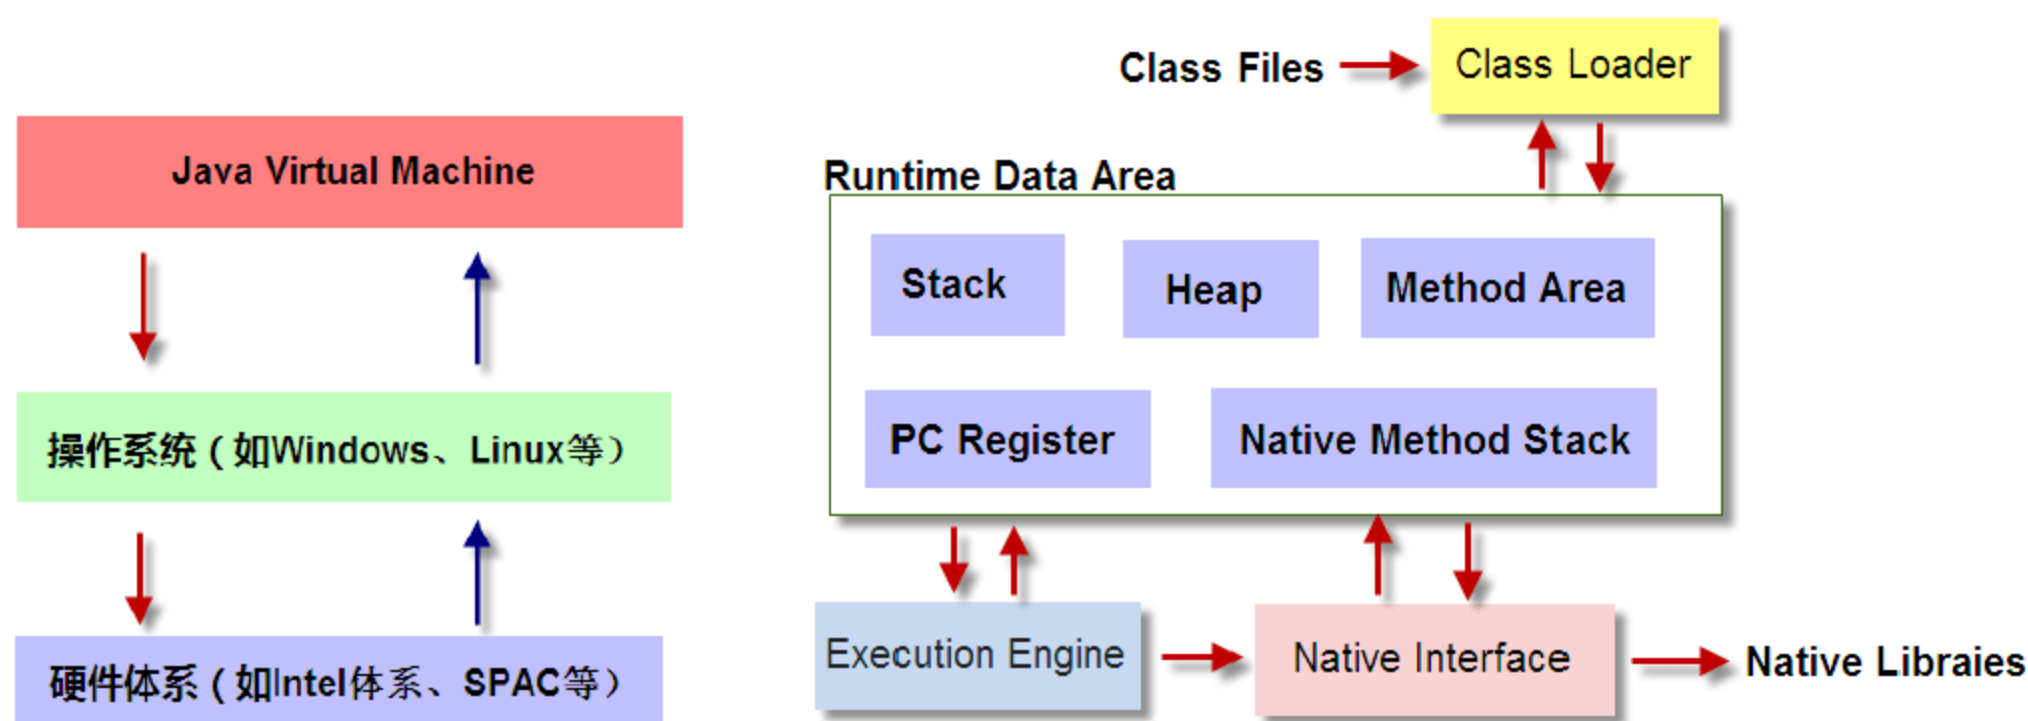 Java Virtual Machine
操作系统（如Windows、Linux等）
硬件体系（如Intel体系、SPAC等）
Class Files
Class Loader
Runtime Data Area
Stack
Heap
Method Area
PC Register
Native Method Stack
Execution Engine
Native Interface
Native Libraies